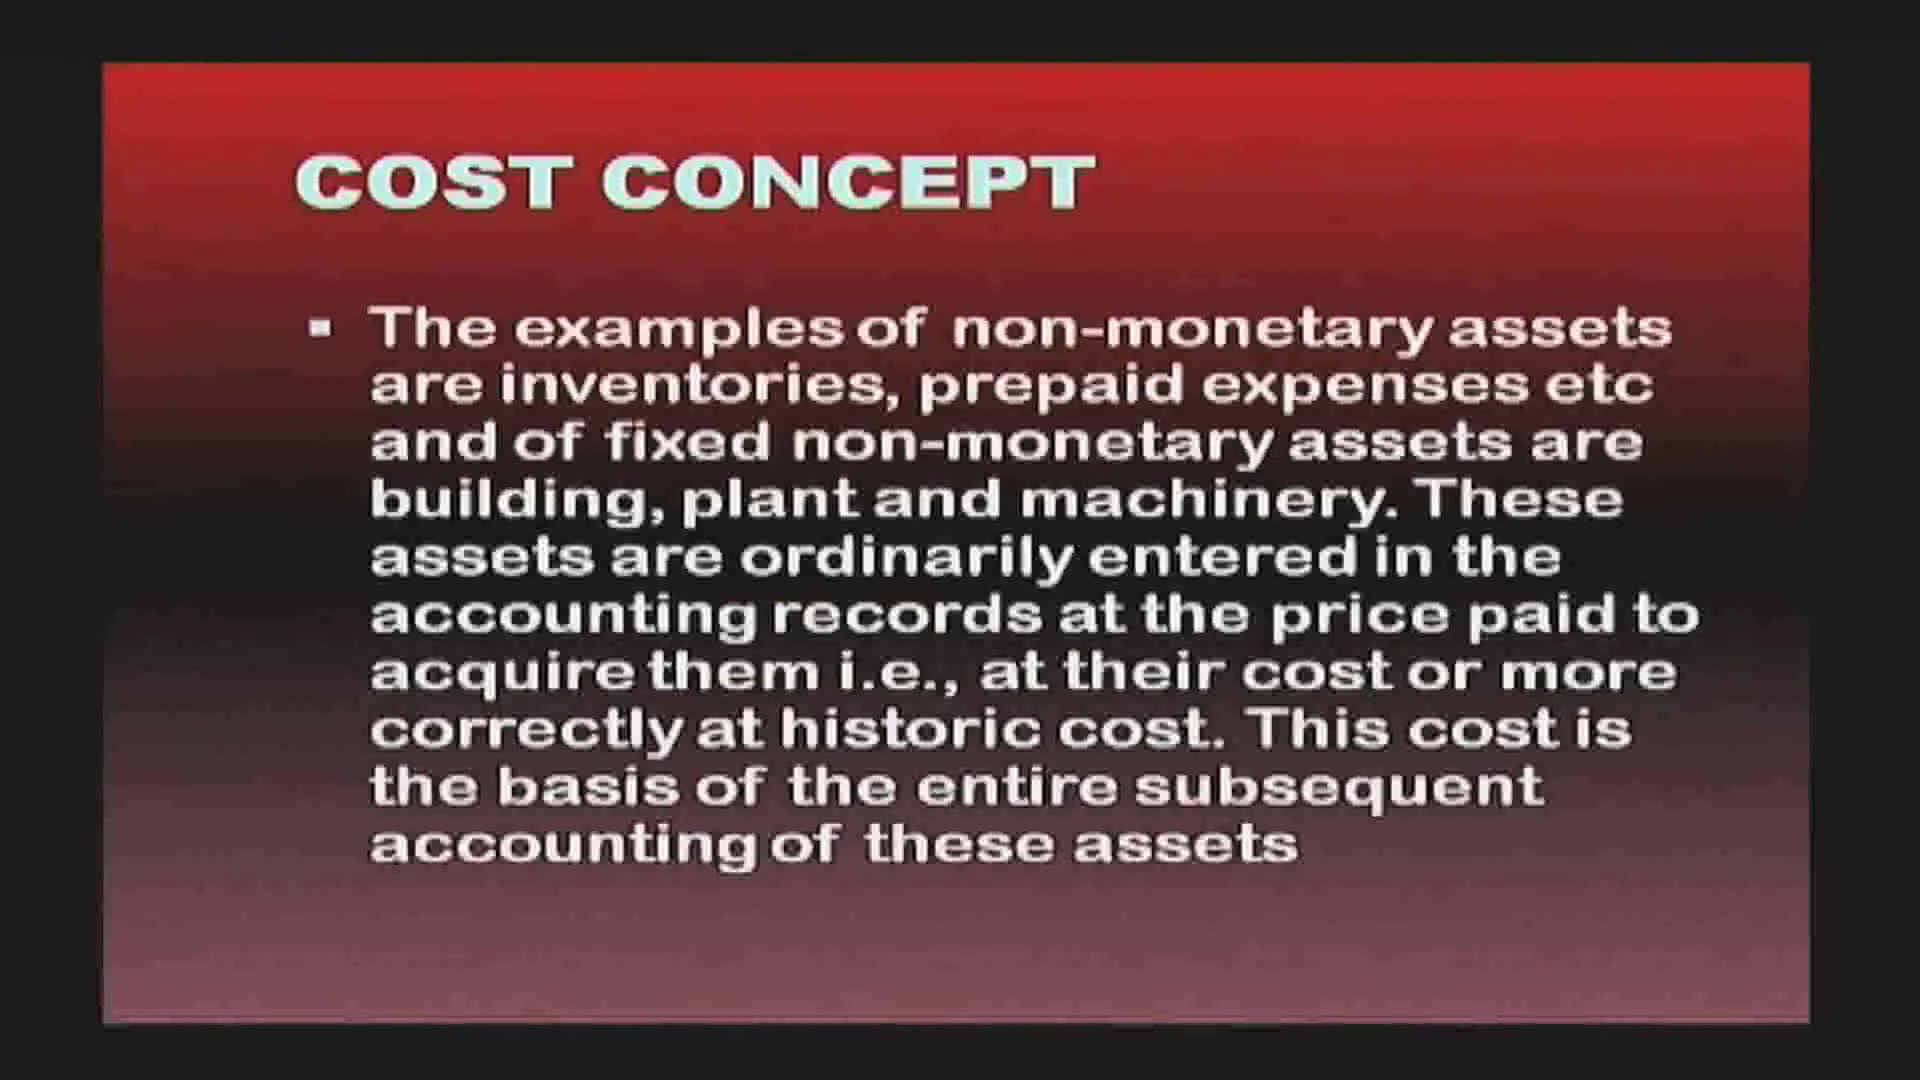 COST CONCEPT
▪ The examples of non-monetary assets
are inventories, prepaid expenses etc
and of fixed non-monetary assets are
building, plant and machinery. These
assets are ordinarily entered in the
accounting records at the price paid to
acquire them i.e., at their cost or more
correctly at historic cost. This cost is
the basis of the entire subsequent
accounting of these assets